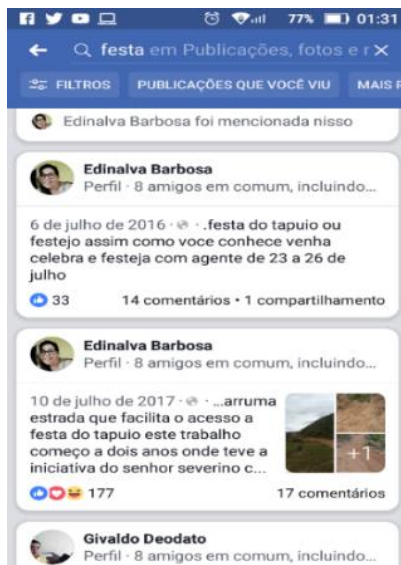 77% 01:31
festa em Publicações, fotos e r
FILTROS PUBLICAÇÕES QUE VOCÊ VIU MAIS
Edinalva Barbosa foi mencionada nisso
Edinalva Barbosa
Perfil · 8 amigos em comum, incluindo...
6 de julho de 2016 · · .festa do tapuio ou
festejo assim como voce conhece venha
celebra e festeja com agente de 23 a 26 de
julho
33 14 comentários • 1 compartilhamento
Edinalva Barbosa
Perfil · 8 amigos em comum, incluindo...
10 de julho de 2017 · · ...arruma
estrada que facilita o acesso a
festa do tapuio este trabalho
começo a dois anos onde teve a
iniciativa do senhor severino c...
+1
177 17 comentários
Givaldo Deodato
Perfil · 8 amigos em comum, incluindo...